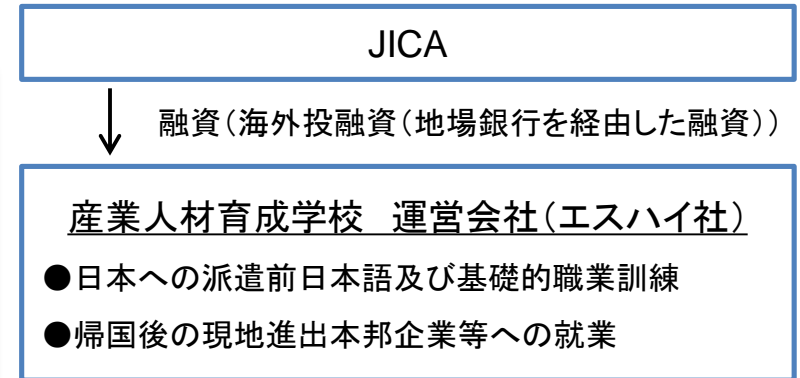 JICA
融資(海外投融資(地場銀行を経由した融資))
産業人材育成学校　運営会社(エスハイ社)
●日本への派遣前日本語及び基礎的職業訓練
●帰国後の現地進出本邦企業等への就業